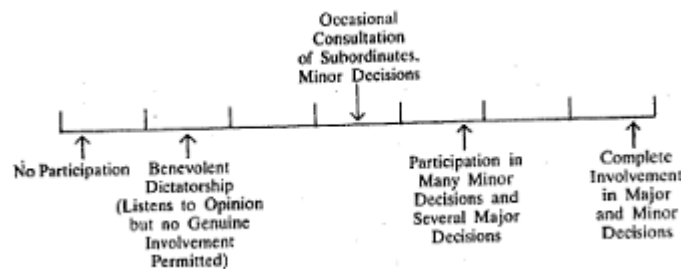 Occasional
Consultation
of Subordinates,
Minor Decisions
No Participation
Benevolent
Dictatorship
(Listens to Opinion
but no Genuine
Involvement
Permitted)
Participation in
Many Minor
Decisions and
Several Major
Decisions
Complete
Involvement
in Major
and Minor
Decisions